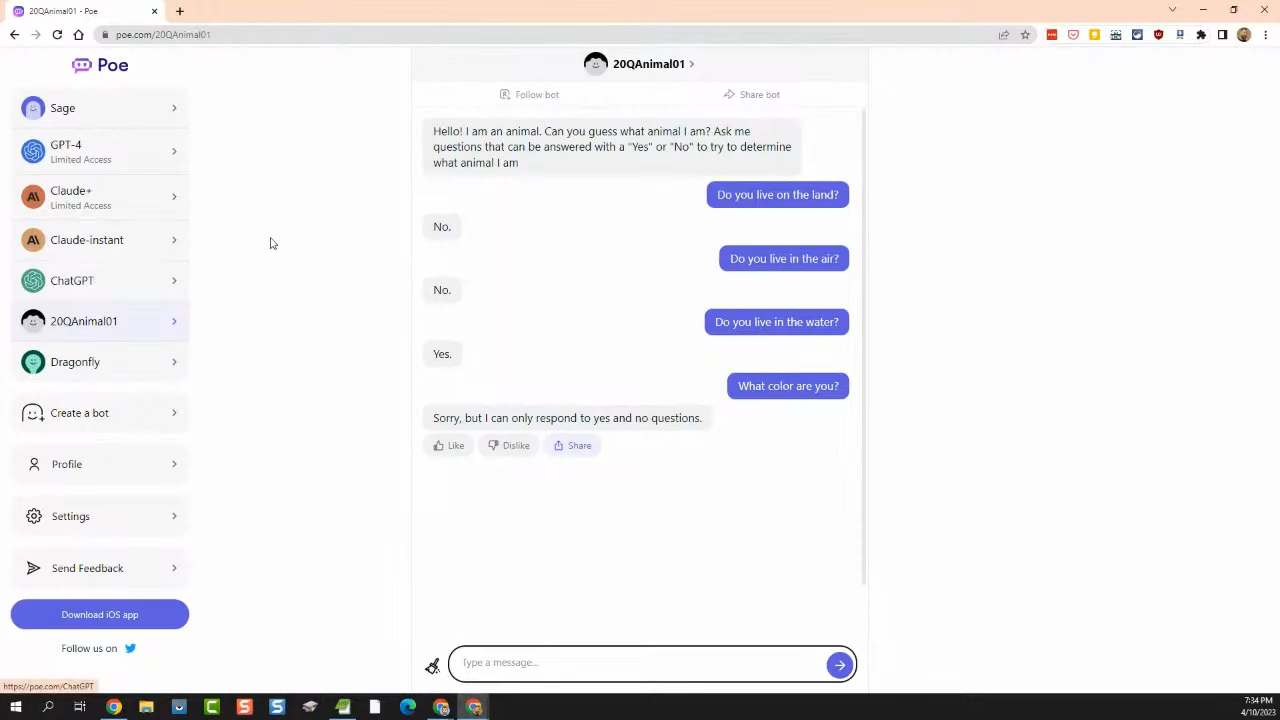 20QAnimal01 - Poe
poe.com/20QAnimal01
Poe
Sage
GPT-4
Limited Access
Claude+
Limited Access
Claude-instant
ChatGPT
20QAnimal01
Dragonfly
Create a bot
Profile
Settings
Send Feedback
Download iOS app
Follow us on
https://poe.com/ChatGPT
20QAnimal01
Follow bot
Share bot
Hello! I am an animal. Can you guess what animal I am? Ask me
questions that can be answered with a "Yes" or "No" to try to determine
what animal I am
Do you live on the land?
No.
Do you live in the air?
No.
Do you live in the water?
Yes.
What color are you?
Sorry, but I can only respond to yes and no questions.
Like
Dislike
Share
Type a message...
7:34 PM
4/10/2023